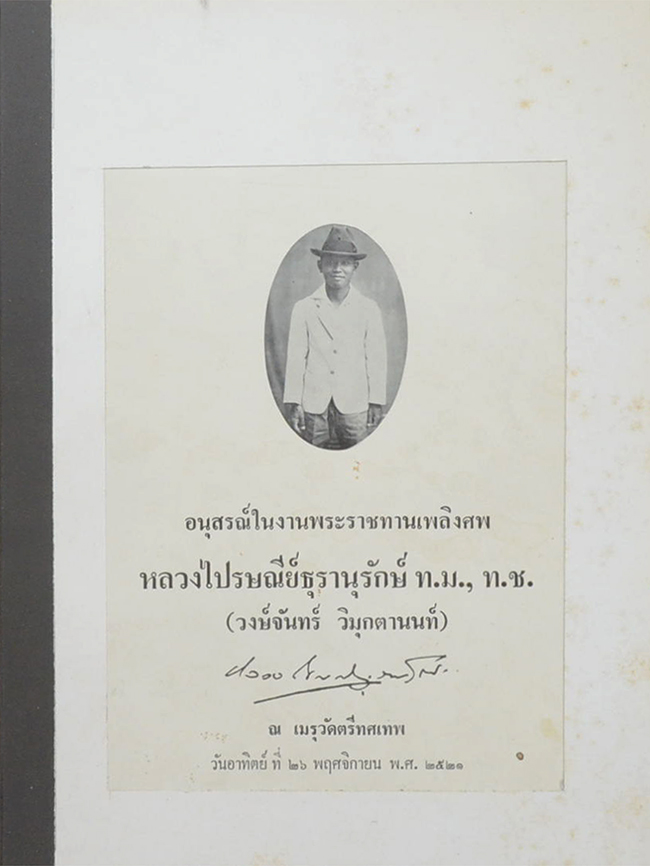 อนุสรณ์ในงานพระราชทานเพลิงศพ
หลวงไปรษณีย์ธุรานุรักษ์ ท.ม., ท.ช.
(วงษ์จันทร์ วิมุกตานนท์)
ณ เมรุวัดตรีทศเทพ
วันอาทิตย์ ที่ ๒๖ พฤศจิกายน พ.ศ. ๒๕๒๑